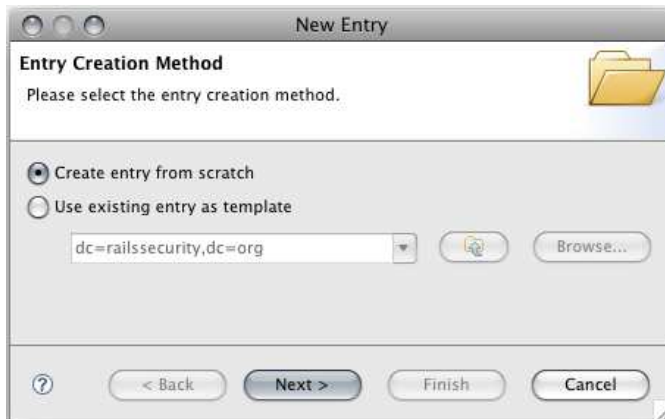 New Entry
Entry Creation Method
Please select the entry creation method.
Create entry from scratch
Use existing entry as template
dc=railssecurity,dc=org
Browse...
?
< Back
Next >
Finish
Cancel